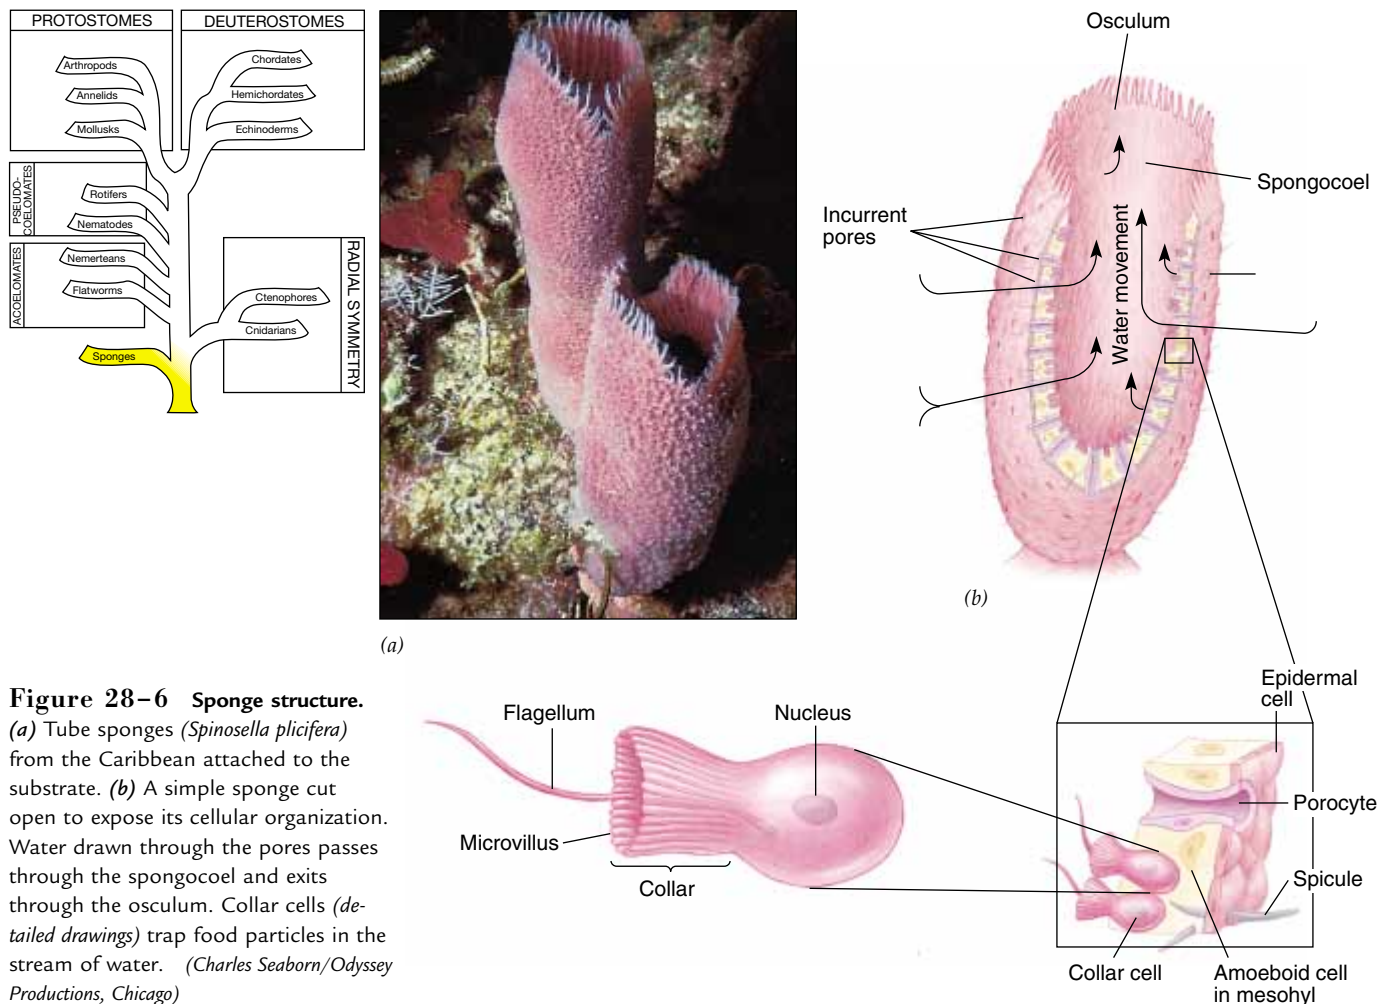 PROTOSTOMES
DEUTEROSTOMES
Arthropods
Annelids
Mollusks
Chordates
Hemichordates
Echinoderms
PSEUDO-
COELOMATES
Rotifers
Nematodes
ACOELOMATES
Nemerteans
Flatworms
RADIAL SYMMETRY
Ctenophores
Cnidarians
Sponges
(a)
Osculum
Spongocoel
Incurrent
pores
Water movement
(b)
Figure 28–6 Sponge structure.
(a) Tube sponges (Spinosella plicifera)
from the Caribbean attached to the
substrate. (b) A simple sponge cut
open to expose its cellular organization.
Water drawn through the pores passes
through the spongocoel and exits
through the osculum. Collar cells (de-
tailed drawings) trap food particles in the
stream of water. (Charles Seaborn/Odyssey
Productions, Chicago)
Flagellum
Nucleus
Microvillus
Collar
Epidermal
cell
Porocyte
Spicule
Collar cell
Amoeboid cell
in mesohyl